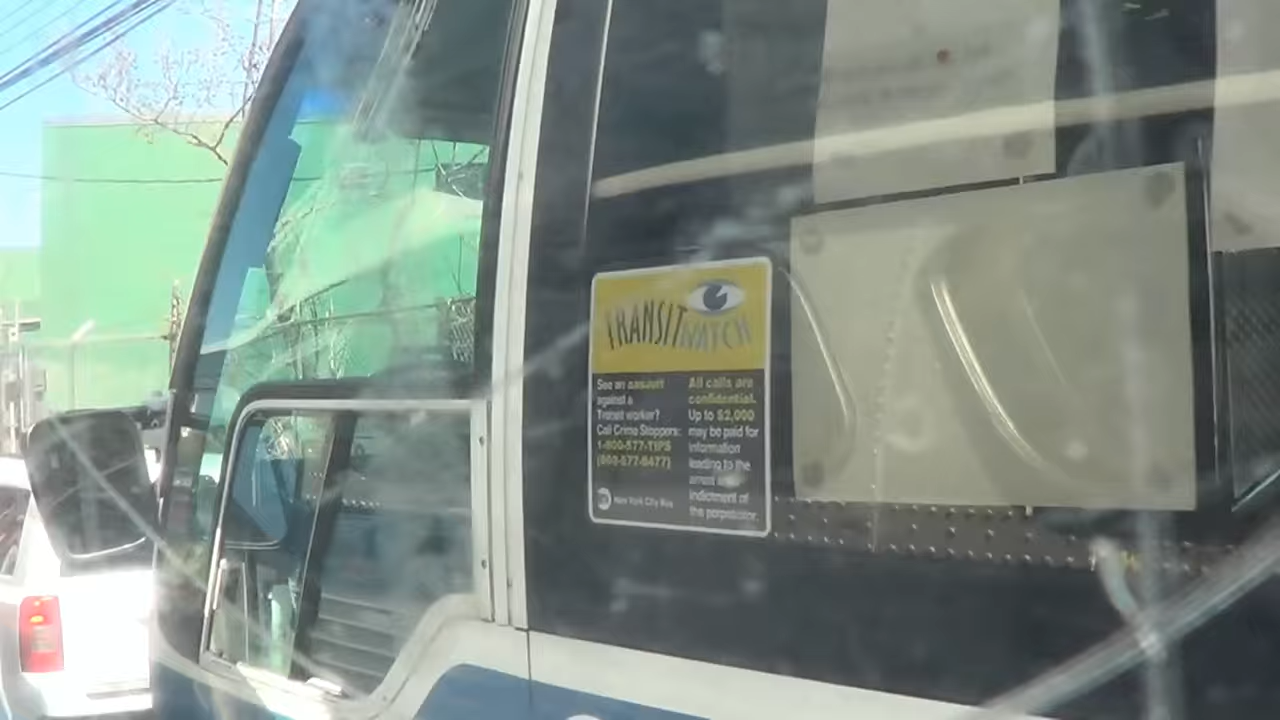 TRANSITWATCH
See an assault
against a
Transit worker?
Call Crime Stoppers:
1-800-577-TIPS
(800-577-8477)
New York City Bus
All calls are
confidential.
Up to $2,000
may be paid for
information
leading to the
arrest and
indictment of
the perpetrator.